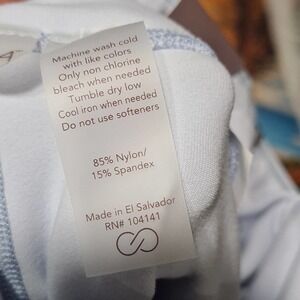 Machine wash cold
with like colors
Only non chlorine
bleach when needed
Tumble dry low
Cool iron when needed
Do not use softeners
85% Nylon/
15% Spandex
Made in El Salvador
RN# 104141